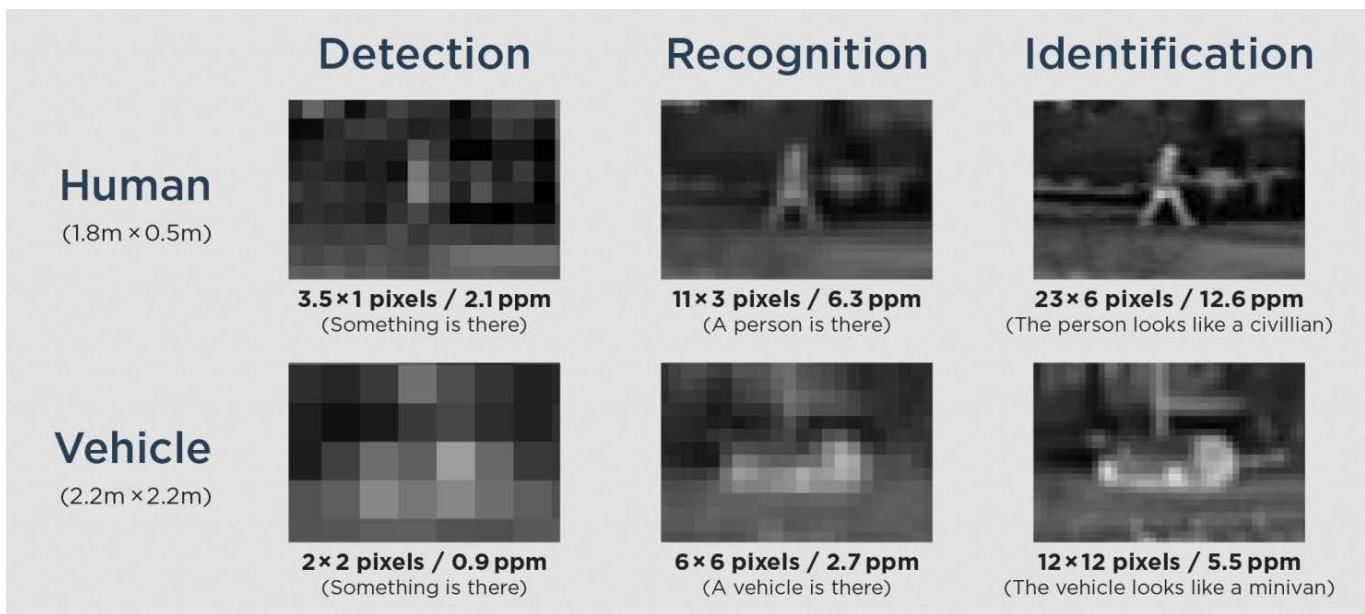 Detection
Recognition
Identification
Human
(1.8m × 0.5m)
3.5 × 1 pixels / 2.1 ppm
(Something is there)
11 × 3 pixels / 6.3 ppm
(A person is there)
23 × 6 pixels / 12.6 ppm
(The person looks like a civillian)
Vehicle
(2.2m × 2.2m)
2 × 2 pixels / 0.9 ppm
(Something is there)
6 × 6 pixels / 2.7 ppm
(A vehicle is there)
12 × 12 pixels / 5.5 ppm
(The vehicle looks like a minivan)